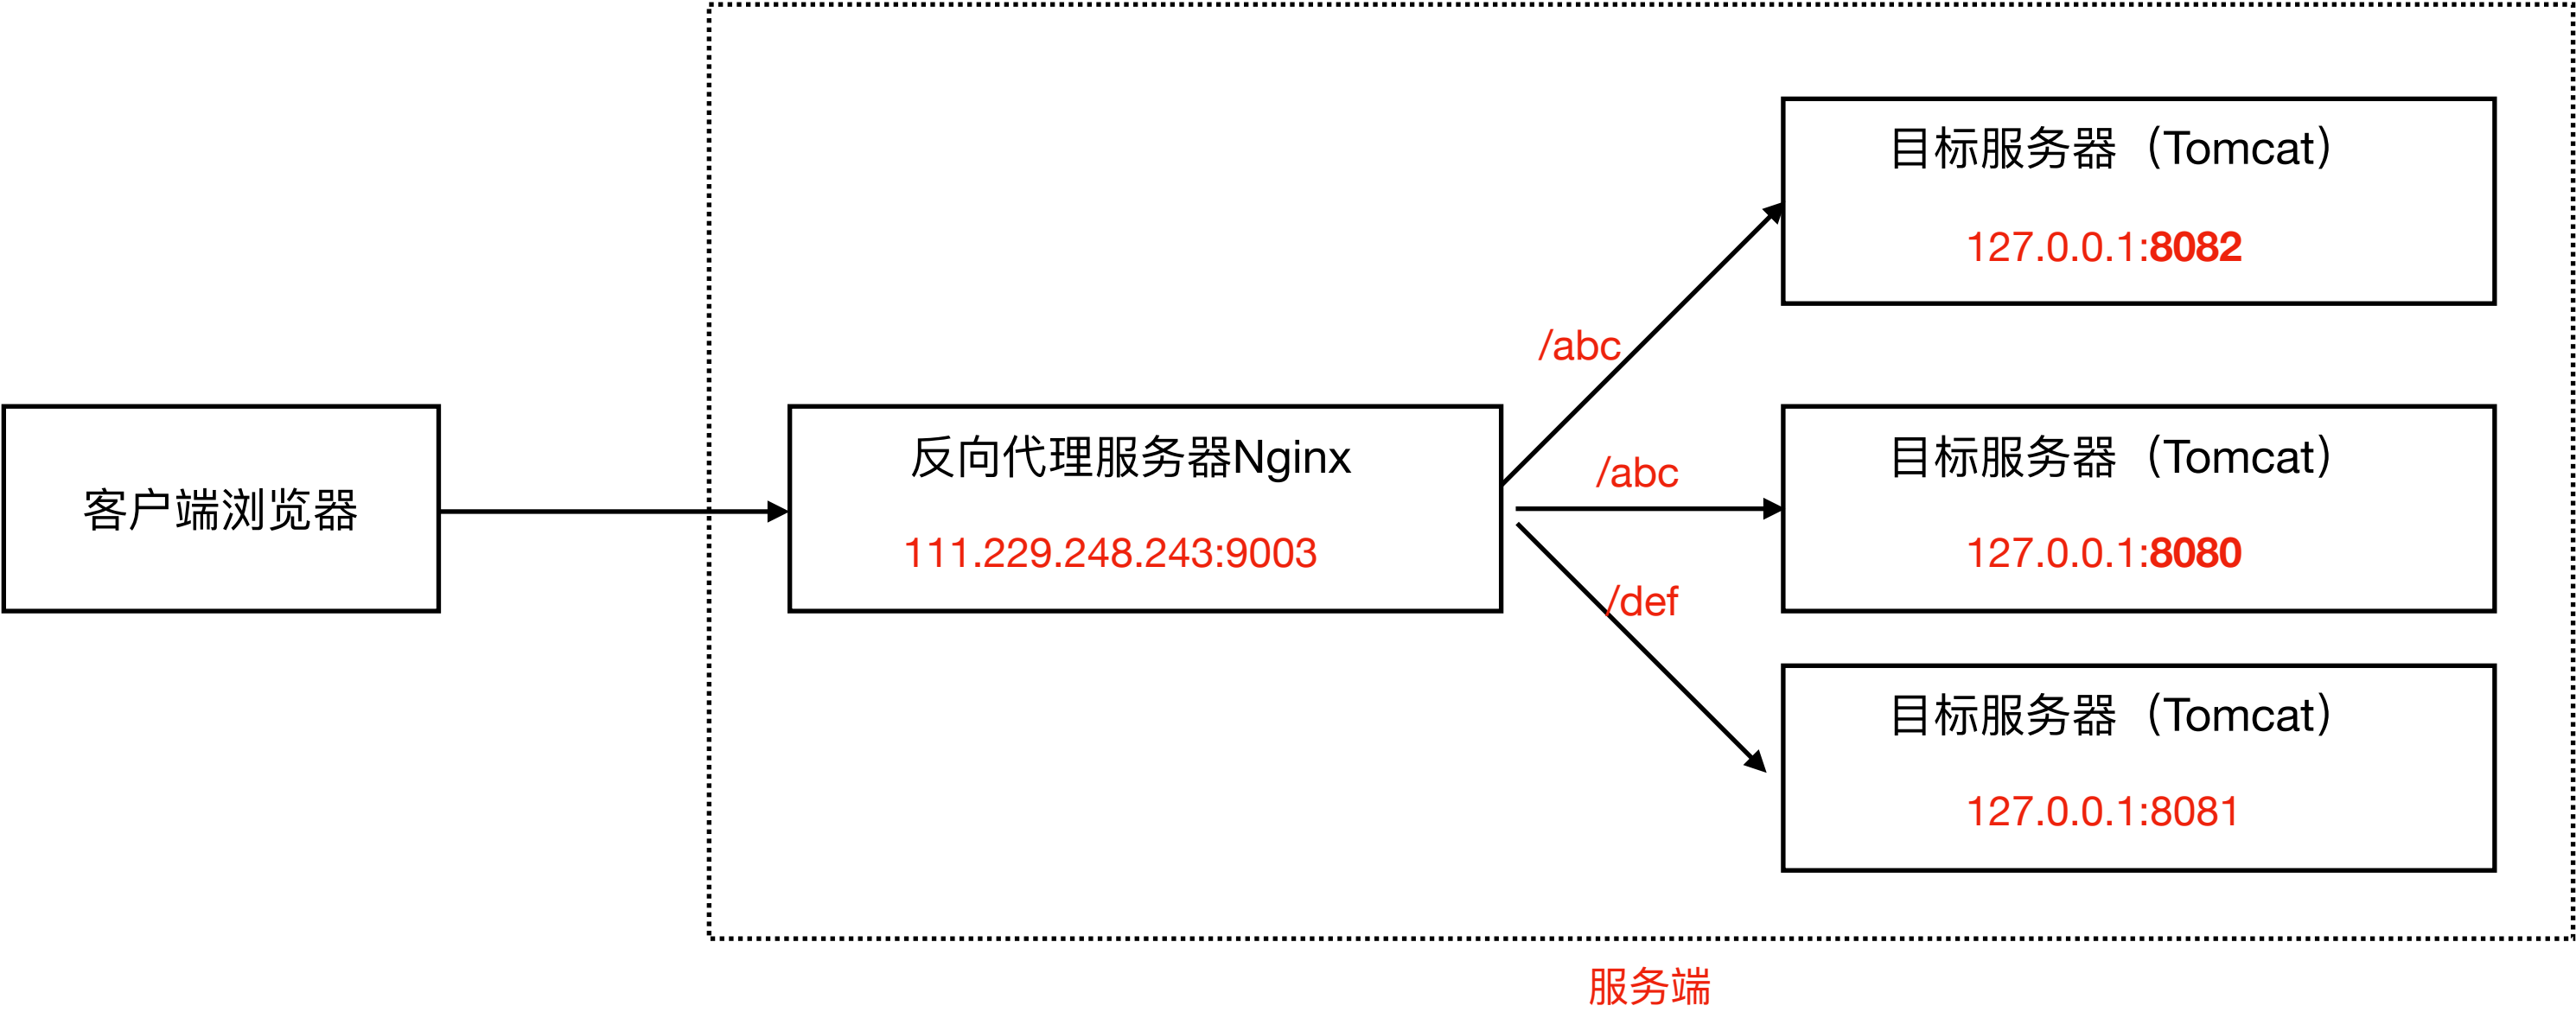 目标服务器（Tomcat）
127.0.0.1:8082
/abc
客户端浏览器
反向代理服务器Nginx
111.229.248.243:9003
/abc
目标服务器（Tomcat）
127.0.0.1:8080
/def
目标服务器（Tomcat）
127.0.0.1:8081
服务端